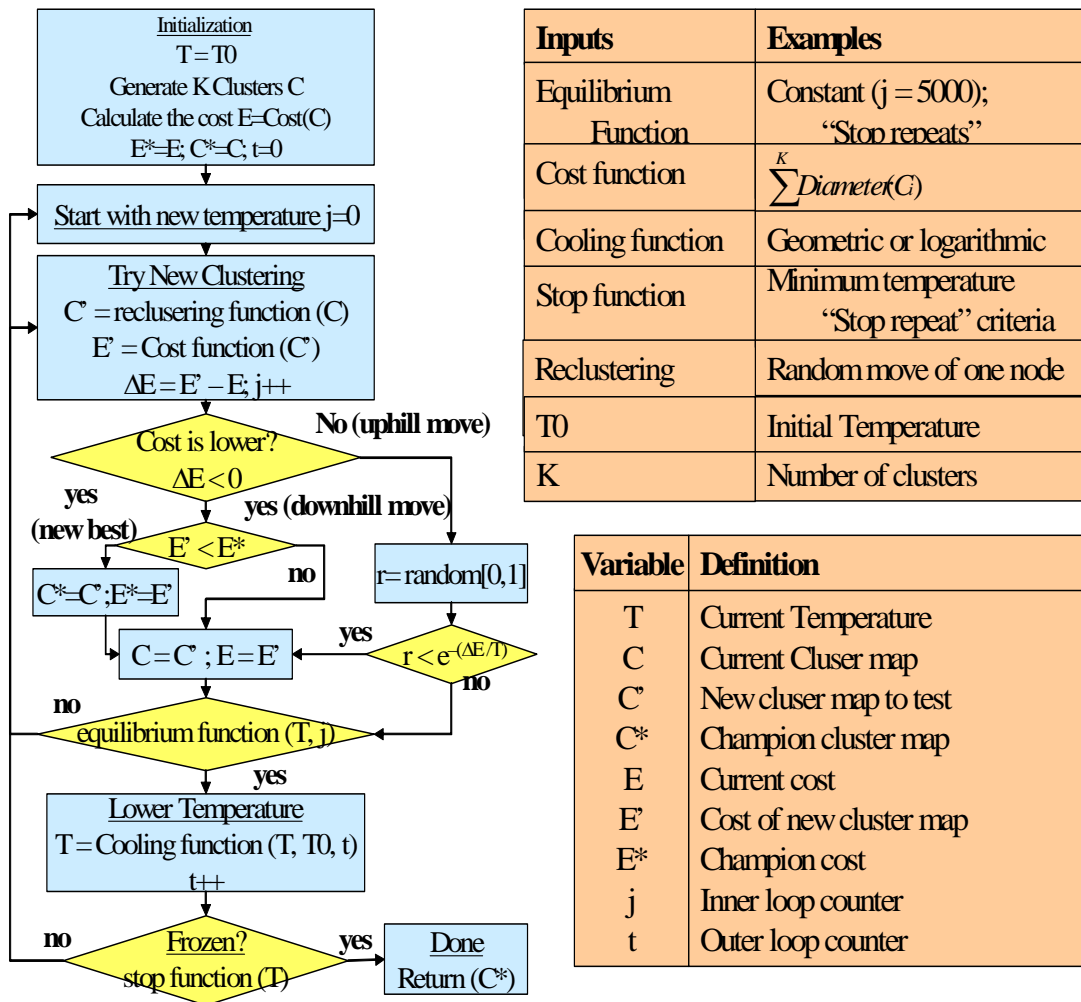 Initialization
T = T0
Generate K Clusters C
Calculate the cost E=Cost(C)
E*=E; C*=C; t=0
Start with new temperature j=0
Try New Clustering
C' = reclusering function (C)
E' = Cost function (C')
ΔE = E' – E; j++
No (uphill move)
Cost is lower?
ΔE < 0
yes
(new best)
yes (downhill move)
E' < E*
no
C*=C';E*=E'
r= random[0,1]
C = C' ; E = E'
yes
r < e^–(ΔE/T)
no
no
equilibrium function (T, j)
yes
Lower Temperature
T = Cooling function (T, T0, t)
t++
no
Frozen?
stop function (T)
yes
Done
Return (C*)
Inputs Examples
Equilibrium Constant (j = 5000);
Function “Stop repeats”
Cost function K ∑ Diameter(Ci)
Cooling function Geometric or logarithmic
Stop function Minimum temperature
“Stop repeat” criteria
Reclustering Random move of one node
T0 Initial Temperature
K Number of clusters
Variable Definition
T Current Temperature
C Current Cluser map
C' New cluser map to test
C* Champion cluster map
E Current cost
E' Cost of new cluster map
E* Champion cost
j Inner loop counter
t Outer loop counter